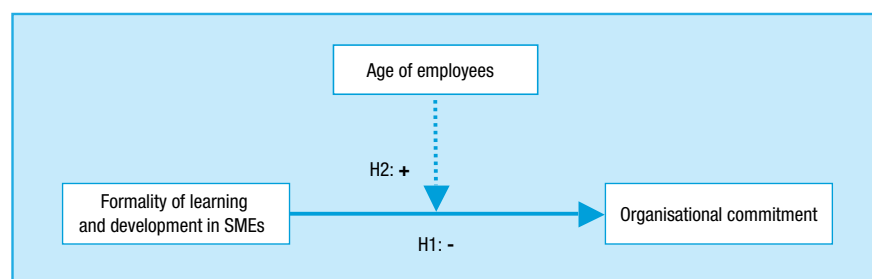 Age of employees
H2: +
Formality of learning
and development in SMEs
Organisational commitment
H1: -